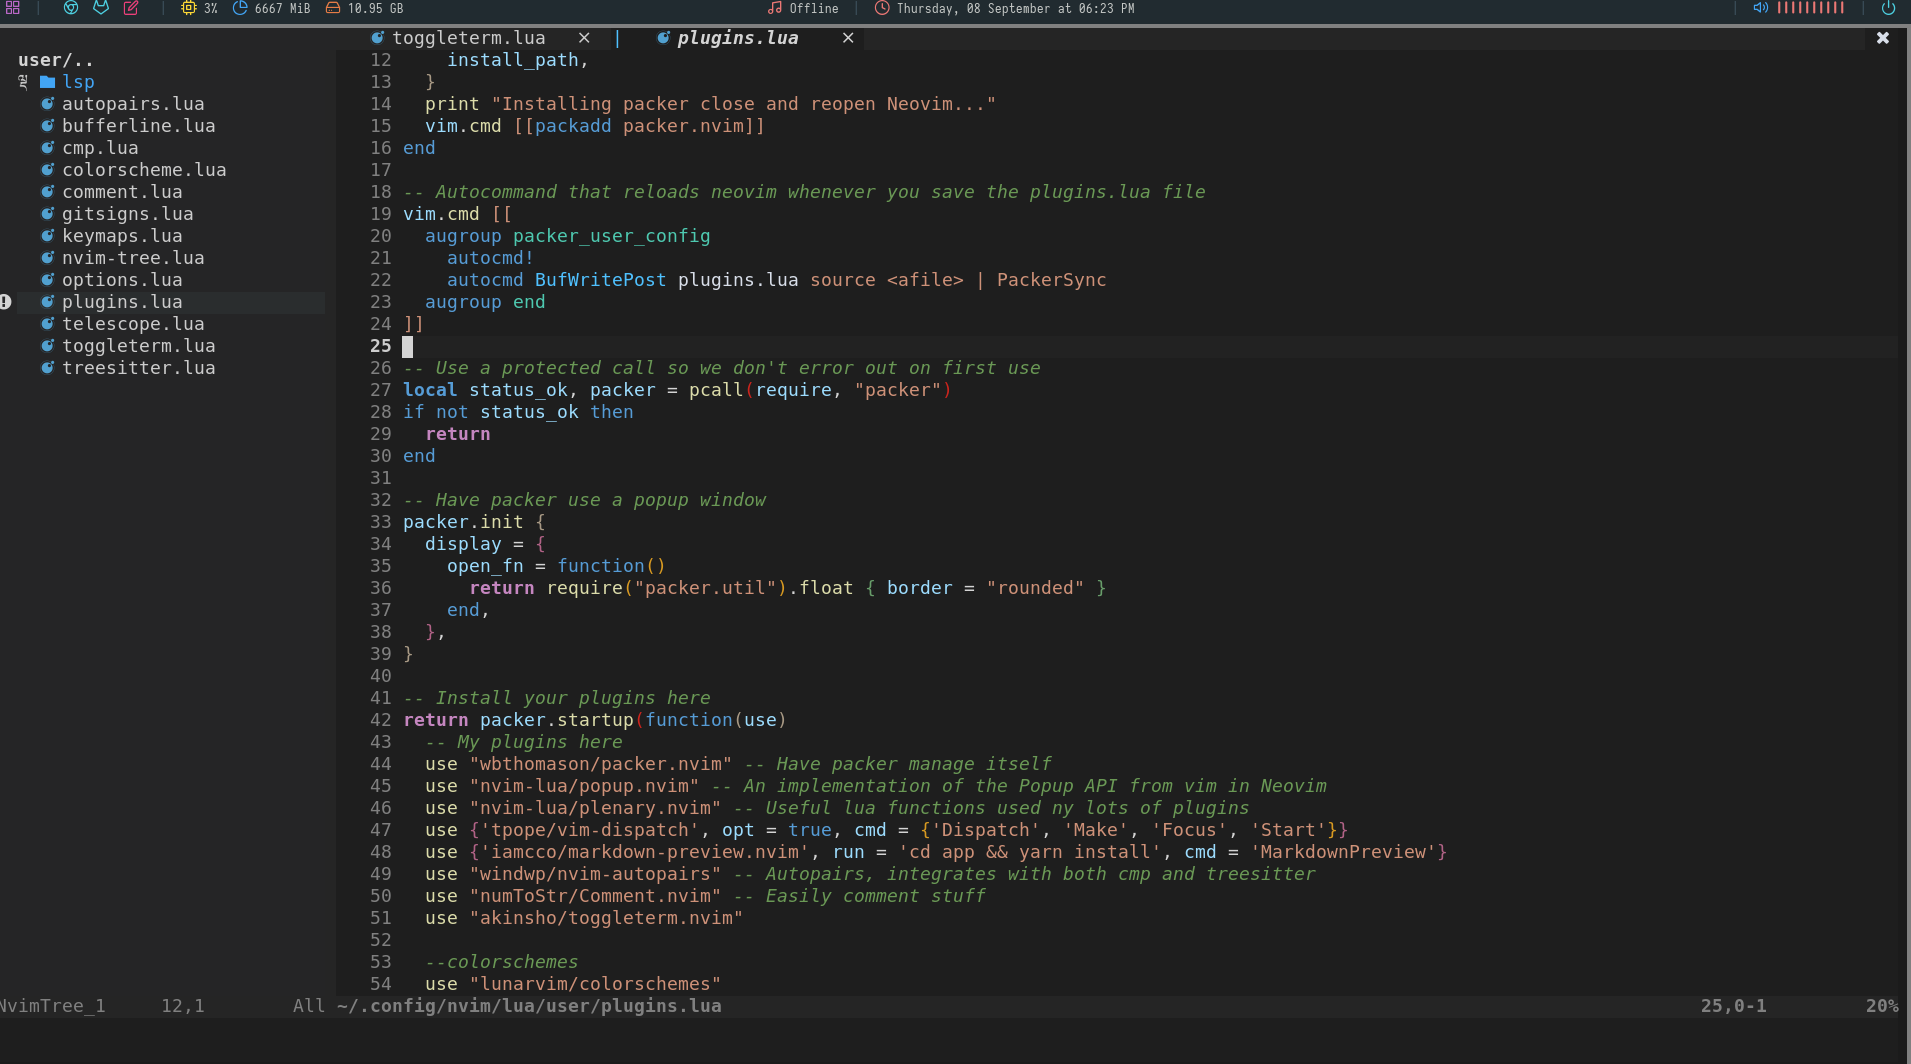 3% 6667 MiB 10.95 GB Offline Thursday, 08 September at 06:23 PM
toggleterm.lua × | plugins.lua ×
user/..
lsp
autopairs.lua
bufferline.lua
cmp.lua
colorscheme.lua
comment.lua
gitsigns.lua
keymaps.lua
nvim-tree.lua
options.lua
plugins.lua
telescope.lua
toggleterm.lua
treesitter.lua
12     install_path,
13   }
14   print "Installing packer close and reopen Neovim..."
15   vim.cmd [[packadd packer.nvim]]
16 end
17
18 -- Autocommand that reloads neovim whenever you save the plugins.lua file
19 vim.cmd [[
20   augroup packer_user_config
21     autocmd!
22     autocmd BufWritePost plugins.lua source <afile> | PackerSync
23   augroup end
24 ]]
25
26 -- Use a protected call so we don't error out on first use
27 local status_ok, packer = pcall(require, "packer")
28 if not status_ok then
29   return
30 end
31
32 -- Have packer use a popup window
33 packer.init {
34   display = {
35     open_fn = function()
36       return require("packer.util").float { border = "rounded" }
37     end,
38   },
39 }
40
41 -- Install your plugins here
42 return packer.startup(function(use)
43   -- My plugins here
44   use "wbthomason/packer.nvim" -- Have packer manage itself
45   use "nvim-lua/popup.nvim" -- An implementation of the Popup API from vim in Neovim
46   use "nvim-lua/plenary.nvim" -- Useful lua functions used ny lots of plugins
47   use {'tpope/vim-dispatch', opt = true, cmd = {'Dispatch', 'Make', 'Focus', 'Start'}}
48   use {'iamcco/markdown-preview.nvim', run = 'cd app && yarn install', cmd = 'MarkdownPreview'}
49   use "windwp/nvim-autopairs" -- Autopairs, integrates with both cmp and treesitter
50   use "numToStr/Comment.nvim" -- Easily comment stuff
51   use "akinsho/toggleterm.nvim"
52
53   --colorschemes
54   use "lunarvim/colorschemes"
NvimTree_1 12,1 All ~/.config/nvim/lua/user/plugins.lua 25,0-1 20%